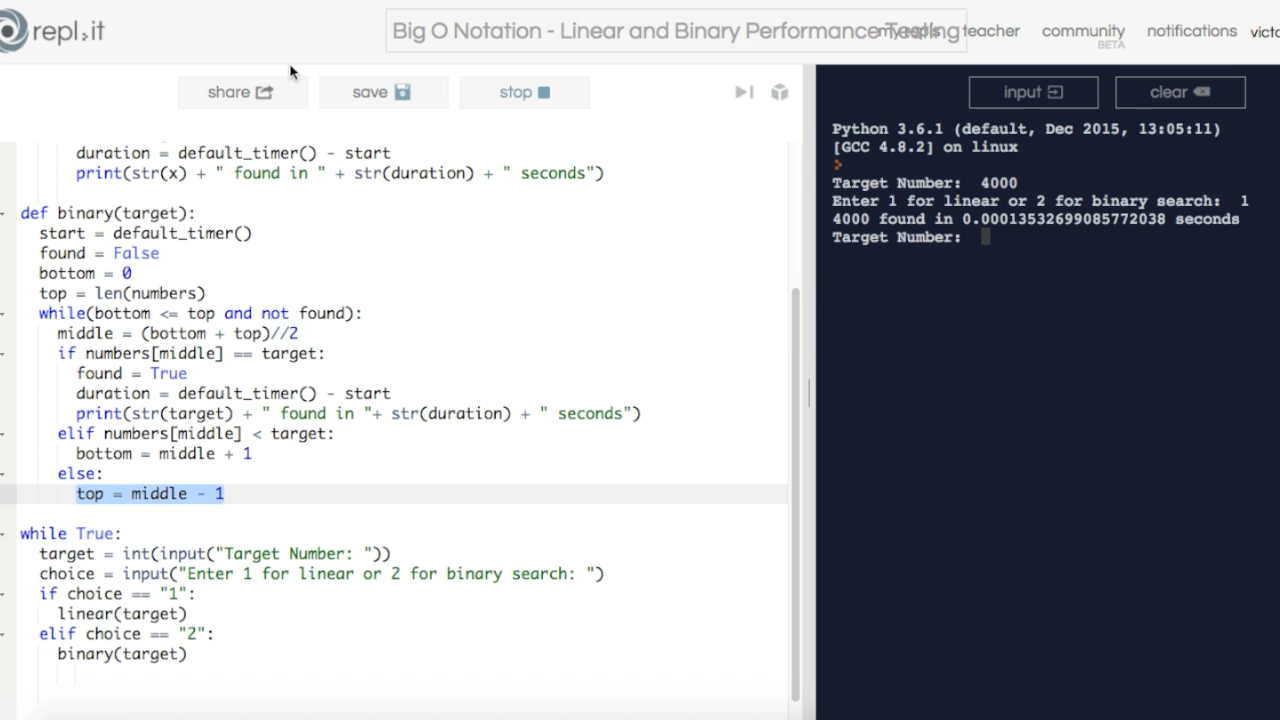 repl.it
Big O Notation - Linear and Binary Performance Testing
my repls teacher community notifications
BETA
share save stop
input clear
duration = default_timer() - start
print(str(x) + " found in " + str(duration) + " seconds")
def binary(target):
start = default_timer()
found = False
bottom = 0
top = len(numbers)
while(bottom <= top and not found):
middle = (bottom + top)//2
if numbers[middle] == target:
found = True
duration = default_timer() - start
print(str(target) + " found in "+ str(duration) + " seconds")
elif numbers[middle] < target:
bottom = middle + 1
else:
top = middle - 1
while True:
target = int(input("Target Number: "))
choice = input("Enter 1 for linear or 2 for binary search: ")
if choice == "1":
linear(target)
elif choice == "2":
binary(target)
Python 3.6.1 (default, Dec 2015, 13:05:11)
[GCC 4.8.2] on linux
Target Number:  4000
Enter 1 for linear or 2 for binary search:  1
4000 found in 0.00013532699085772038 seconds
Target Number: